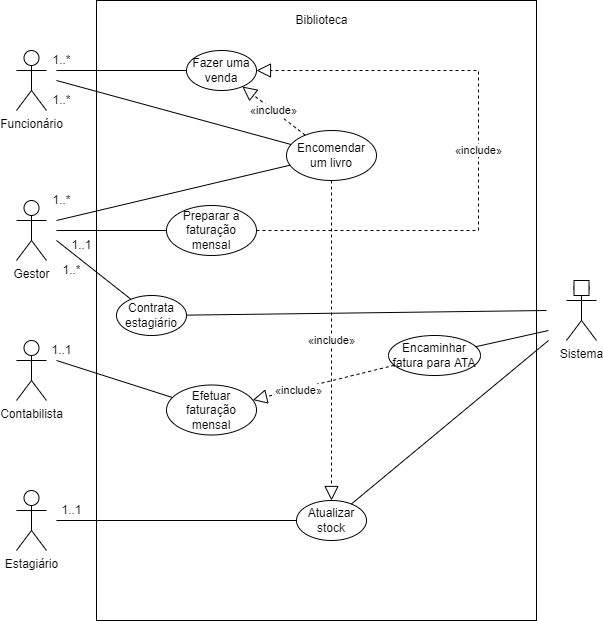 Biblioteca
1..*
Fazer uma
venda
1..*
«include»
Funcionário
Encomendar
um livro
«include»
1..*
Preparar a
faturação
mensal
1..1
Gestor
1..*
Contrata
estagiário
«include»
Encaminhar
fatura para ATA
Sistema
1..1
«include»
Efetuar
faturação
mensal
Contabilista
1..1
Atualizar
stock
Estagiário